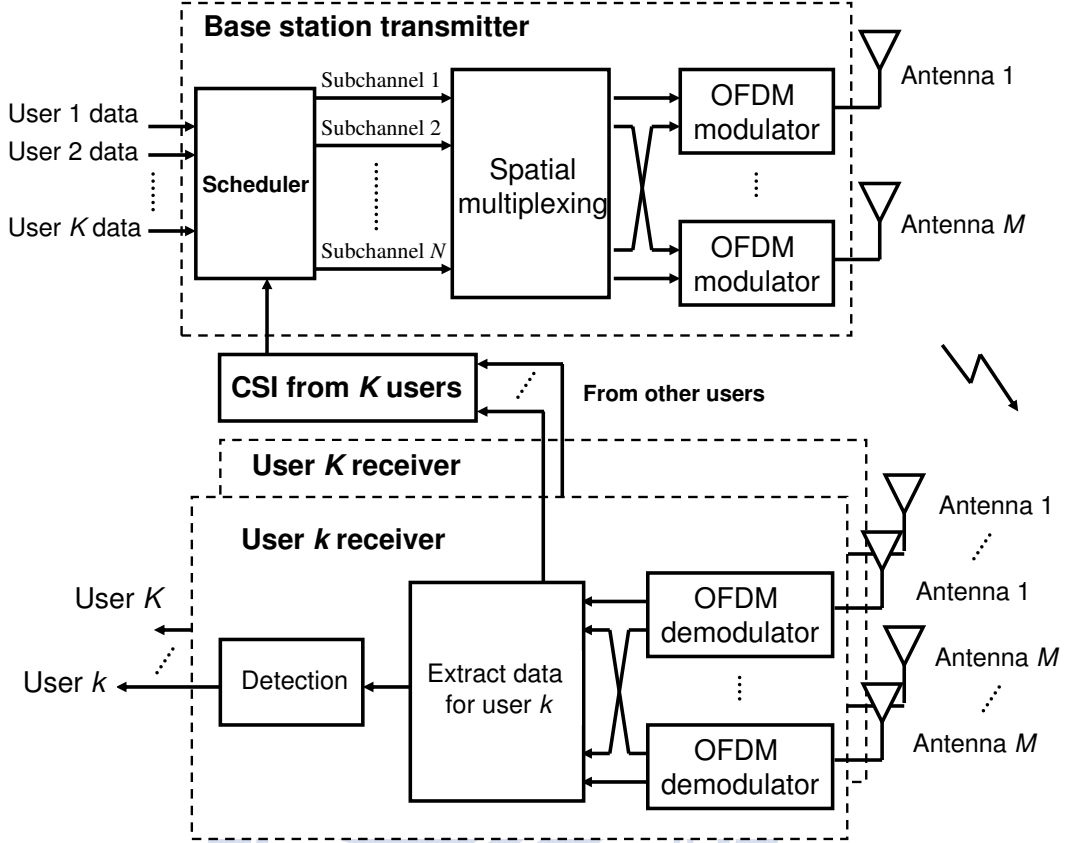 Base station transmitter
Antenna 1
Subchannel 1
OFDM
modulator
User 1 data
User 2 data
Subchannel 2
Scheduler
Spatial
multiplexing
User K data
Subchannel N
OFDM
modulator
Antenna M
CSI from K users
From other users
User K receiver
Antenna 1
User k receiver
OFDM
demodulator
Antenna 1
User K
User k
Detection
Extract data
for user k
Antenna M
OFDM
demodulator
Antenna M